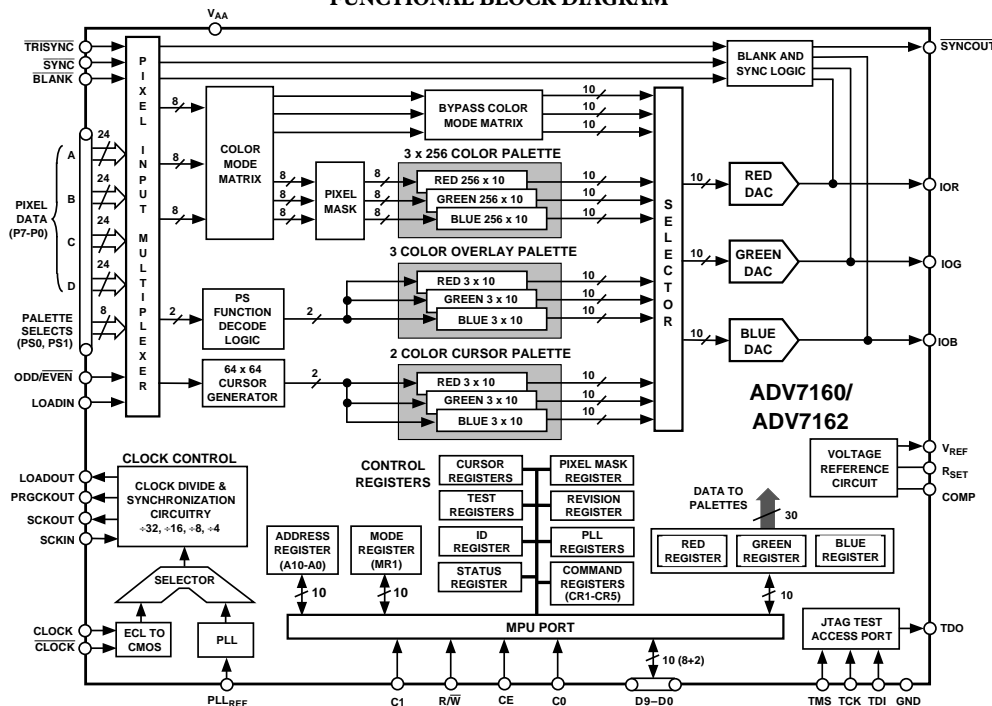 FUNCTIONAL BLOCK DIAGRAM
VAA
TRISYNC
SYNC
BLANK
PIXEL INPUT MULTIPLEXER
BLANK AND
SYNC LOGIC
SYNCOUT
24
A
24
B
24
C
24
D
8
PIXEL
DATA
(P7-P0)
PALETTE
SELECTS
(PS0, PS1)
ODD/EVEN
LOADIN
8
8
8
COLOR
MODE
MATRIX
BYPASS COLOR
MODE MATRIX
10
10
10
8
8
8
PIXEL
MASK
8
8
8
3 x 256 COLOR PALETTE
RED 256 x 10
GREEN 256 x 10
BLUE 256 x 10
10
10
10
2
PS
FUNCTION
DECODE
LOGIC
2
3 COLOR OVERLAY PALETTE
RED 3 x 10
GREEN 3 x 10
BLUE 3 x 10
10
10
10
64 x 64
CURSOR
GENERATOR
2
2 COLOR CURSOR PALETTE
RED 3 x 10
GREEN 3 x 10
BLUE 3 x 10
10
10
10
SELECTOR
10
RED
DAC
IOR
10
GREEN
DAC
IOG
10
BLUE
DAC
IOB
ADV7160/
ADV7162
VOLTAGE
REFERENCE
CIRCUIT
VREF
RSET
COMP
LOADOUT
PRGCKOUT
SCKOUT
SCKIN
CLOCK CONTROL
CLOCK DIVIDE &
SYNCHRONIZATION
CIRCUITRY
÷32, ÷16, ÷8, ÷4
SELECTOR
CLOCK
CLOCK
ECL TO
CMOS
PLL
PLLREF
CONTROL
REGISTERS
ADDRESS
REGISTER
(A10-A0)
10
MODE
REGISTER
(MR1)
10
CURSOR
REGISTERS
TEST
REGISTERS
ID
REGISTER
STATUS
REGISTER
PIXEL MASK
REGISTER
REVISION
REGISTER
PLL
REGISTERS
COMMAND
REGISTERS
(CR1-CR5)
DATA TO
PALETTES
30
RED
REGISTER
GREEN
REGISTER
BLUE
REGISTER
10
MPU PORT
10 (8+2)
C1
R/W
CE
C0
D9–D0
JTAG TEST
ACCESS PORT
TDO
TMS
TCK
TDI
GND